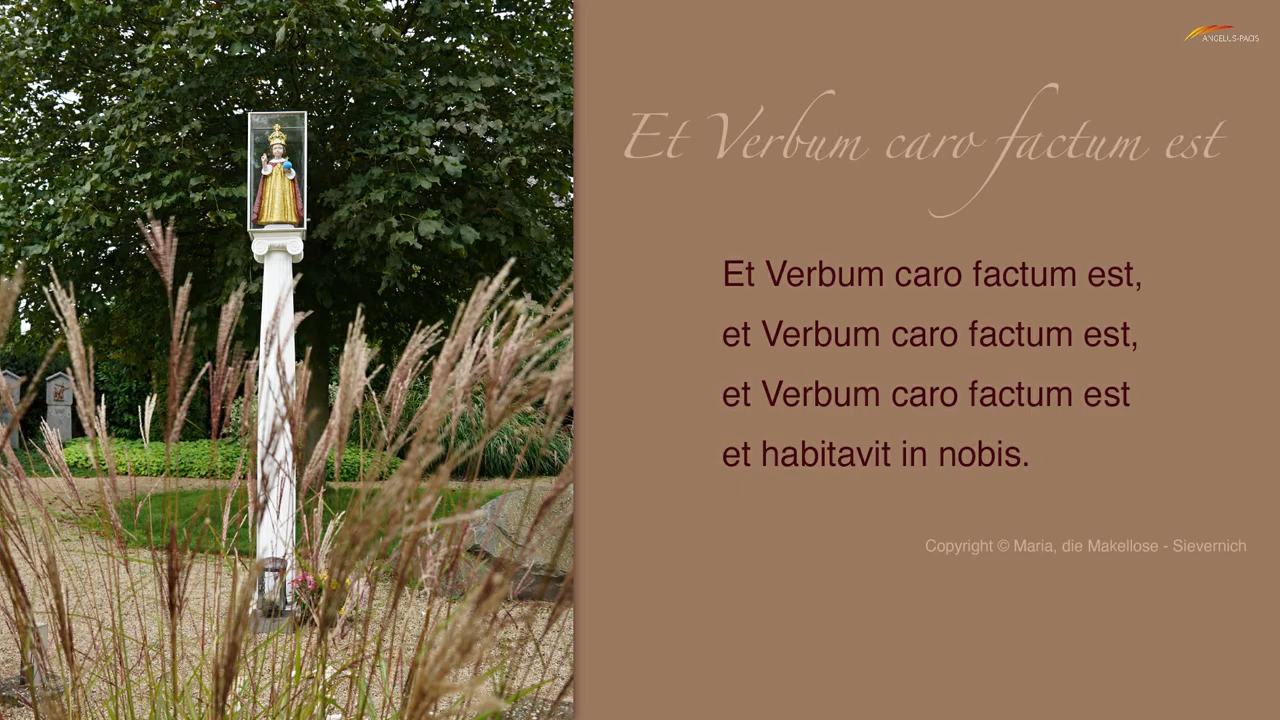 ANGELUS-PACIS
Et Verbum caro factum est
Et Verbum caro factum est,
et Verbum caro factum est,
et Verbum caro factum est
et habitavit in nobis.
Copyright © Maria, die Makellose - Sievernich